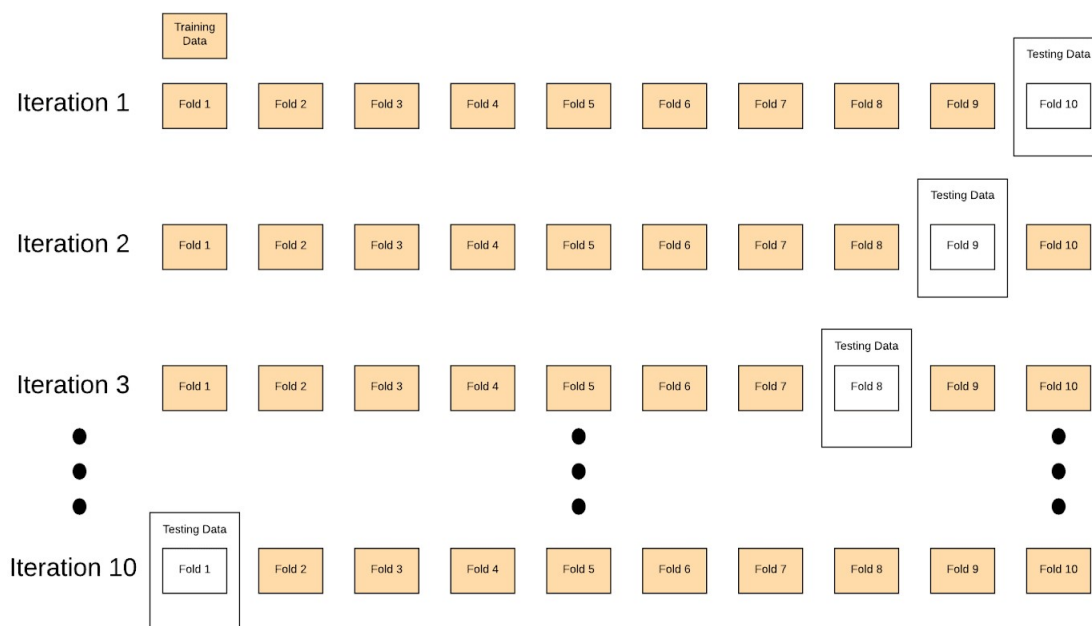 Training
Data
Testing Data
Iteration 1
Fold 1
Fold 2
Fold 3
Fold 4
Fold 5
Fold 6
Fold 7
Fold 8
Fold 9
Fold 10
Testing Data
Iteration 2
Fold 1
Fold 2
Fold 3
Fold 4
Fold 5
Fold 6
Fold 7
Fold 8
Fold 9
Fold 10
Testing Data
Iteration 3
Fold 1
Fold 2
Fold 3
Fold 4
Fold 5
Fold 6
Fold 7
Fold 8
Fold 9
Fold 10
Testing Data
Iteration 10
Fold 1
Fold 2
Fold 3
Fold 4
Fold 5
Fold 6
Fold 7
Fold 8
Fold 9
Fold 10